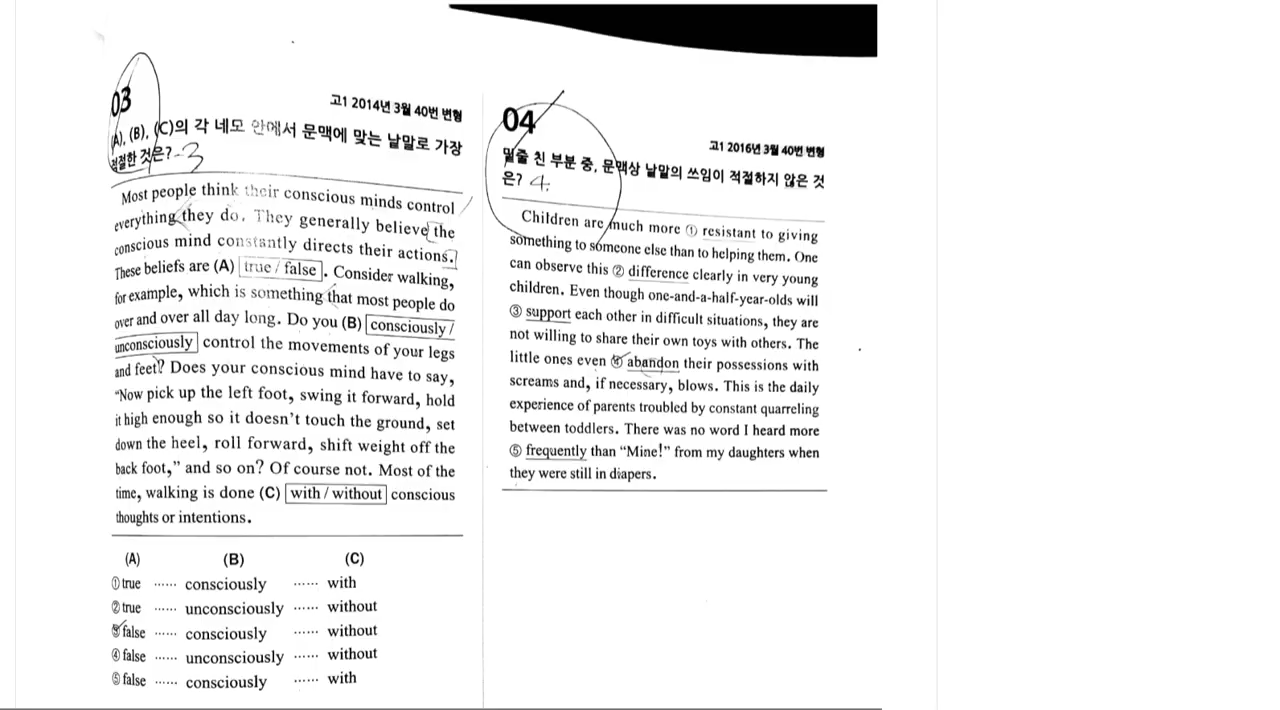 03
고1 2014년 3월 40번 변형
(A), (B), (C)의 각 네모 안에서 문맥에 맞는 낱말로 가장
적절한 것은? -3
Most people think their conscious minds control
everything they do. They generally believe the
conscious mind constantly directs their actions.
These beliefs are (A) true / false . Consider walking,
for example, which is something that most people do
over and over all day long. Do you (B) consciously /
unconsciously control the movements of your legs
and feet? Does your conscious mind have to say,
“Now pick up the left foot, swing it forward, hold
it high enough so it doesn’t touch the ground, set
down the heel, roll forward, shift weight off the
back foot,” and so on? Of course not. Most of the
time, walking is done (C) with / without conscious
thoughts or intentions.
(A) (B) (C)
① true ······ consciously ······ with
② true ······ unconsciously ······ without
③ false ······ consciously ······ without
④ false ······ unconsciously ······ without
⑤ false ······ consciously ······ with
04
고1 2016년 3월 40번 변형
밑줄 친 부분 중, 문맥상 낱말의 쓰임이 적절하지 않은 것
은? 4.
Children are much more ① resistant to giving
something to someone else than to helping them. One
can observe this ② difference clearly in very young
children. Even though one-and-a-half-year-olds will
③ support each other in difficult situations, they are
not willing to share their own toys with others. The
little ones even ④ abandon their possessions with
screams and, if necessary, blows. This is the daily
experience of parents troubled by constant quarreling
between toddlers. There was no word I heard more
⑤ frequently than “Mine!” from my daughters when
they were still in diapers.